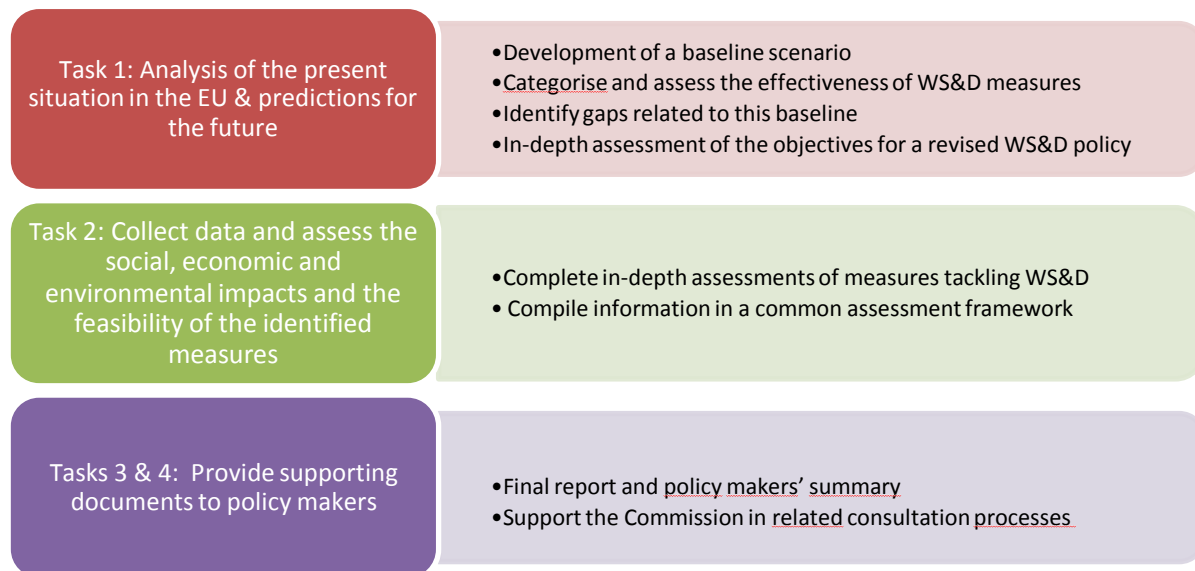 Task 1: Analysis of the present
situation in the EU & predictions for
the future
•Development of a baseline scenario
•Categorise and assess the effectiveness of WS&D measures
•Identify gaps related to this baseline
•In-depth assessment of the objectives for a revised WS&D policy
Task 2: Collect data and assess the
social, economic and
environmental impacts and the
feasibility of the identified
measures
•Complete in-depth assessments of measures tackling WS&D
• Compile information in a common assessment framework
Tasks 3 & 4: Provide supporting
documents to policy makers
•Final report and policy makers’ summary
•Support the Commission in related consultation processes